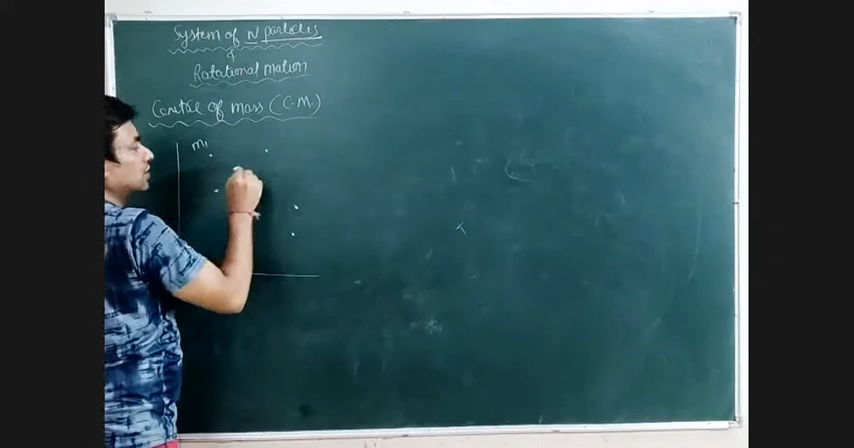 System of N particles
&
Rotational motion
Centre of mass (C.M.)
m1